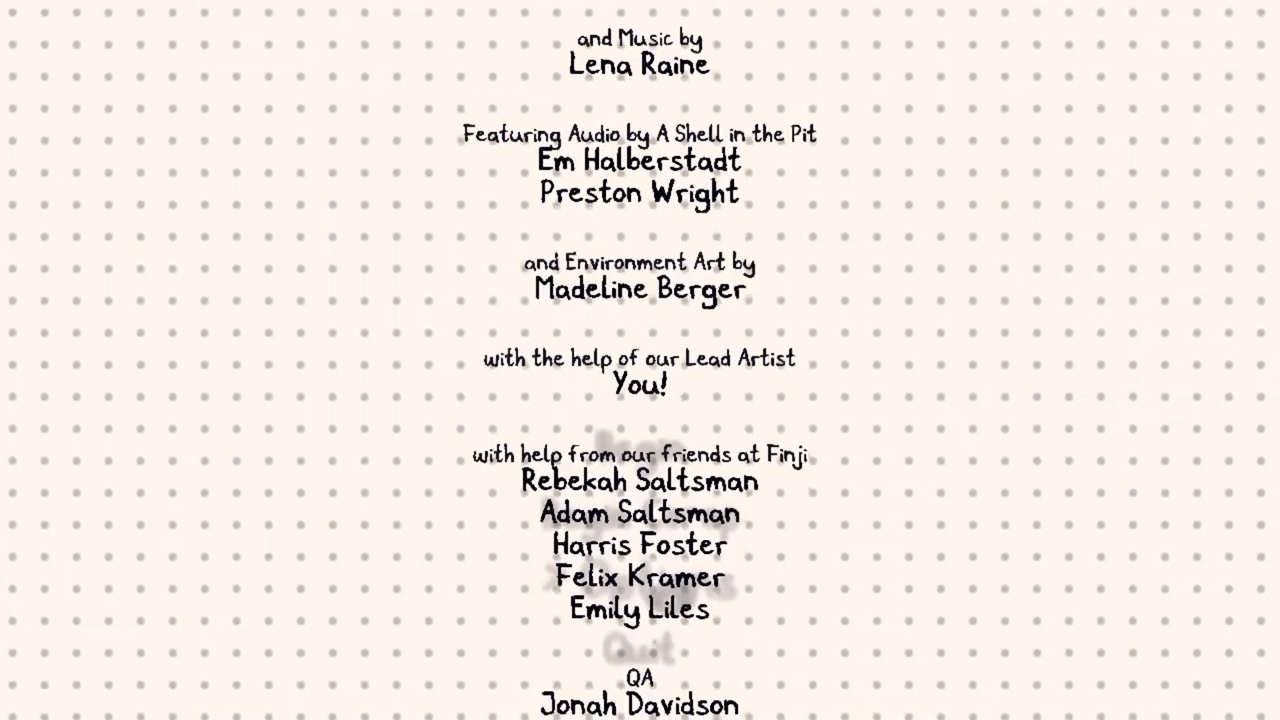 and Music by
Lena Raine
Featuring Audio by A Shell in the Pit
Em Halberstadt
Preston Wright
and Environment Art by
Madeline Berger
with the help of our Lead Artist
You!
with help from our friends at Finji
Rebekah Saltsman
Adam Saltsman
Harris Foster
Felix Kramer
Emily Liles
Quit
QA
Jonah Davidson